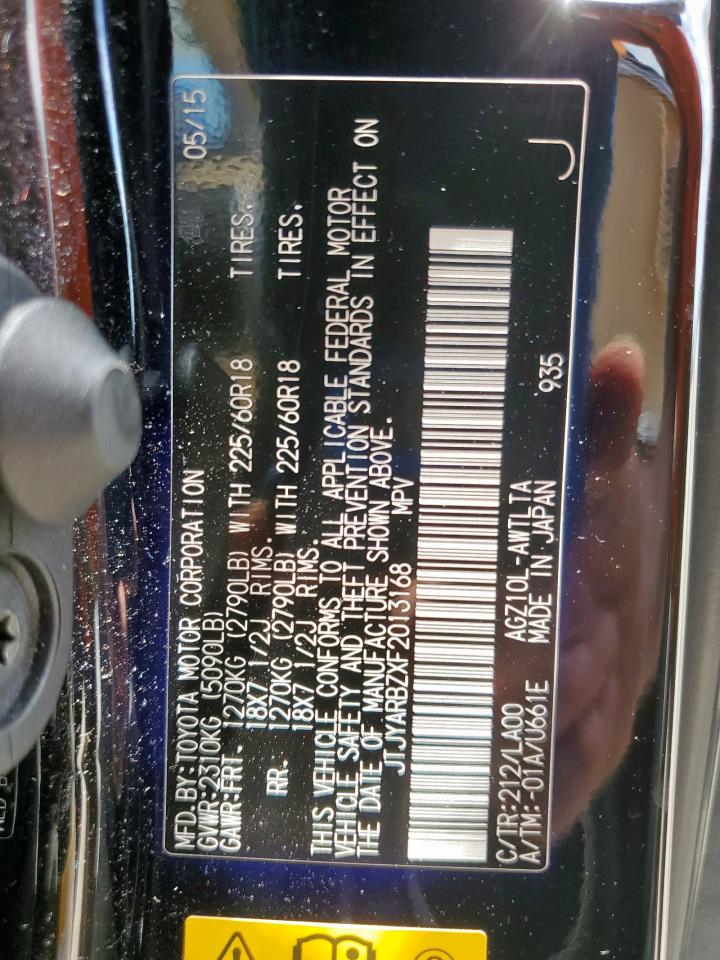 MFD. BY: TOYOTA MOTOR CORPORATION 05/15
GVWR-2310KG (5090LB)
GAWR-FRT. 1270KG (2790LB) WITH 225/60R18 TIRES.
18X7 1/2J RIMS.
RR. 1270KG (2790LB) WITH 225/60R18 TIRES.
18X7 1/2J RIMS.
THIS VEHICLE CONFORMS TO ALL APPLICABLE FEDERAL MOTOR
VEHICLE SAFETY AND THEFT PREVENTION STANDARDS IN EFFECT ON
THE DATE OF MANUFACTURE SHOWN ABOVE.
JTJYARBZXF2013168 MPV
C/TR:212/LA00 AGZ10L-AWTLTA
A/TM:-01A/U661E MADE IN JAPAN 935 J